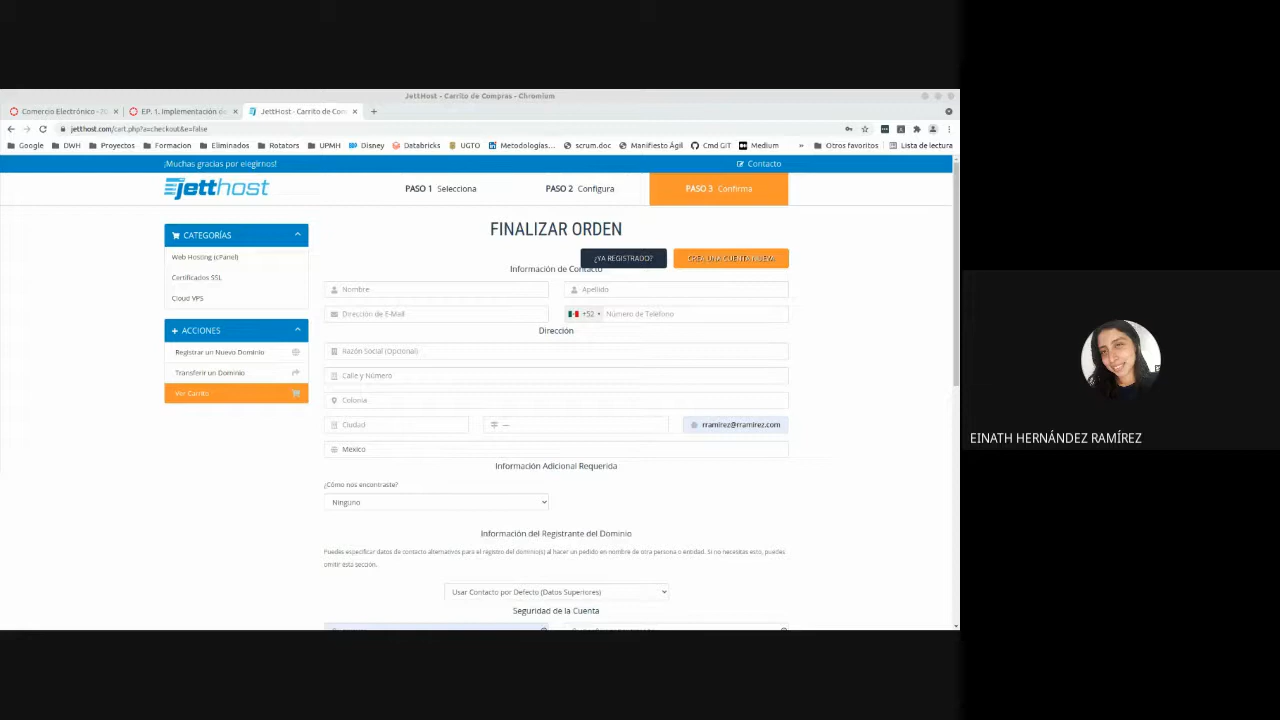 JettHost - Carrito de Compras - Chromium
Comercio Electrónico - 20
EP. 1. Implementación de
JettHost - Carrito de Com
jetthost.com/cart.php?a=checkout&e=false
Google DWH Proyectos Formacion Eliminados Rotators UPMH Disney Databricks UGTO Metodologías... scrum.doc Manifiesto Ágil Cmd GIT Medium » Otros favoritos Lista de lectura
¡Muchas gracias por elegirnos! Contacto
jetthost PASO 1 Selecciona PASO 2 Configura PASO 3 Confirma
CATEGORÍAS
Web Hosting (cPanel)
Certificados SSL
Cloud VPS
ACCIONES
Registrar un Nuevo Dominio
Transferir un Dominio
Ver Carrito
FINALIZAR ORDEN
¿YA REGISTRADO? CREA UNA CUENTA NUEVA
Información de Contacto
Nombre Apellido
Dirección de E-Mail +52 Número de Teléfono
Dirección
Razón Social (Opcional)
Calle y Número
Colonia
Ciudad — rramirez@rramirez.com
Mexico
Información Adicional Requerida
¿Cómo nos encontraste?
Ninguno
Información del Registrante del Dominio
Puedes especificar datos de contacto alternativos para el registro del dominio(s) al hacer un pedido en nombre de otra persona o entidad. Si no necesitas esto, puedes
omitir esta sección.
Usar Contacto por Defecto (Datos Superiores)
Seguridad de la Cuenta
EINATH HERNÁNDEZ RAMÍREZ